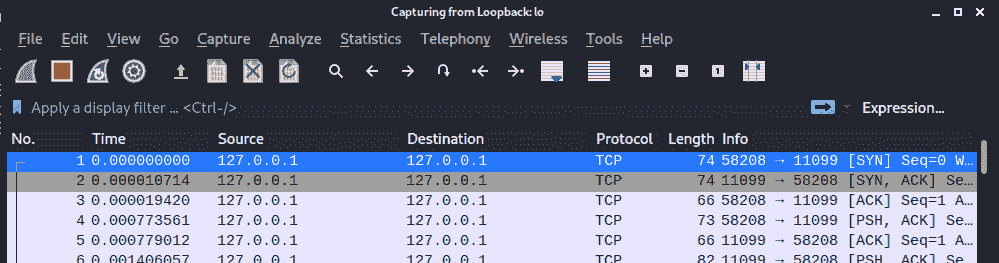 Capturing from Loopback: lo
File Edit View Go Capture Analyze Statistics Telephony Wireless Tools Help
Apply a display filter ... <Ctrl-/> Expression...
No. Time Source Destination Protocol Length Info
1 0.000000000 127.0.0.1 127.0.0.1 TCP 74 58208 → 11099 [SYN] Seq=0 W...
2 0.000010714 127.0.0.1 127.0.0.1 TCP 74 11099 → 58208 [SYN, ACK] Se...
3 0.000019420 127.0.0.1 127.0.0.1 TCP 66 58208 → 11099 [ACK] Seq=1 A...
4 0.000773561 127.0.0.1 127.0.0.1 TCP 73 58208 → 11099 [PSH, ACK] Se...
5 0.000779012 127.0.0.1 127.0.0.1 TCP 66 11099 → 58208 [ACK] Seq=1 A...
6 0.001406057 127.0.0.1 127.0.0.1 TCP 82 11099 → 58208 [PSH, ACK] Se...